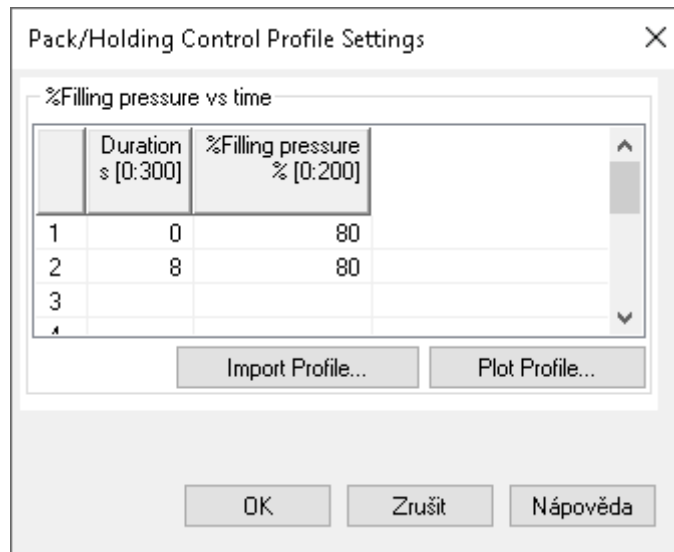 Pack/Holding Control Profile Settings
%Filling pressure vs time
Duration %Filling pressure
s [0:300] % [0:200]
1 0 80
2 8 80
3
4
Import Profile... Plot Profile...
OK Zrušit Nápověda